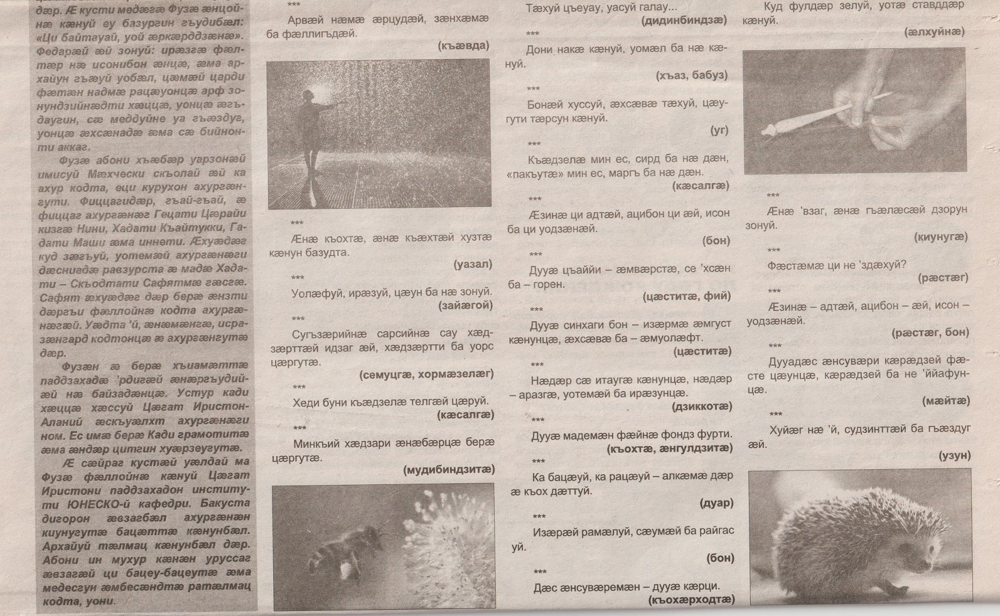 дæр. Æ кусти медæгæ Фузæ æнцой-
нæ кæнуй еу базургин гъудибæл:
«Ци байтауай, уой æркæрддзæнæ».
Федарæй æй зонуй: ирæзгæ фæл-
тæр нæ исонибон æнцæ, æма ар-
хайун гъæуй уобæл, цæмæй царди
фæтæн надмæ рацæуонцæ арф зо-
нундзийнæдти хæццæ, уонцæ æгъ-
даугин, сæ меддуйне уа гъæздуг,
уонцæ æхсæнадæ æма сæ бийнон-
ти аккаг.
Фузæ абони хъæбæр уарзонæй
имисуй Мæхчески скъолай æй ка
ахур кодта, еци курухон ахургæн-
гути. Фиццагидæр, гъай-гъай, æ
фиццаг ахургæнæг Гецати Цæрайи
кизгæ Нини, Хадати Къайтукки, Га-
дати Маши æма иннети. Æхуæдæг
куд зæгъуй, уотемæй ахургæнæги
дæсниадæ равзурста æ мадæ Хада-
ти – Скъодтати Сафятмæ гæсгæ.
Сафят æхуæдæг дæр берæ æнзти
дæргъи фæллойнæ кодта ахургæ-
нæгæй. Уæдта ’й, æнæмæнгæ, исра-
зæнгард кодтонцæ æ ахургæнгутæ
дæр.
Фузæн æ берæ хъиамæттæ
паддзахадæ ’рдигæй æнæргъудий-
æй нæ байзадæнцæ. Устур кади
хæццæ хæссуй Цæгат Иристон-
Аланий æскъуæлхт ахургæнæги
ном. Ес имæ берæ Кади грамотитæ
æма æндæр цитгин хуæрзеугутæ.
Æ сæйраг кустæй уæлдай ма
Фузæ фæллойнæ кæнуй Цæгат
Иристони паддзахадон институ-
ти ЮНЕСКО-й кафедри. Бакуста
дигорон æвзагбæл ахургæнæн
киунугутæ бацæттæ кæнунбæл.
Архайуй тæлмац кæнунбæл дæр.
Абони ин мухур кæнæн уруссаг
æвзагæй ци бацеу-бацеутæ æма
медесгун æмбесæндтæ ратæлмац
кодта, уони.
***
Арвæй нæмæ æрцудæй, зæнхæмæ
ба фæллигъдæй.
(къæвда)
***
Æнæ къохтæ, æнæ къæхтæй хузтæ
кæнун базудта.
(уазал)
***
Уолæфуй, ирæзуй, цæун ба нæ зонуй.
(зайæгой)
***
Сугъзæрийнæ сарсийнæ сау хæд-
зæрттæй идзаг æй, хæдзæртти ба уорс
цæргутæ.
(семуцгæ, хормæзелæг)
***
Хеди буни къæдзелæ телгæй цæруй.
(кæсалгæ)
***
Минкъий хæдзари æнæбæрцæ берæ
цæргутæ.
(мудибиндзитæ)
Тæхуй цъеуау, уасуй галау...
(дидинбиндзæ)
***
Дони накæ кæнуй, уомæл ба нæ кæ-
нуй.
(хъаз, бабуз)
***
Бонæй хуссуй, æхсæвæ тæхуй, цæу-
гути тæрсун кæнуй.
(уг)
***
Къæдзелæ мин ес, сирд ба нæ дæн,
«пакъутæ» мин ес, маргъ ба нæ дæн.
(кæсалгæ)
***
Æзинæ ци адтæй, ацибон ци æй, исон
ба ци уодзæнæй.
(бон)
***
Дууæ цъаййи – æмвæрстæ, се ’хсæн
ба – горен.
(цæститæ, фий)
***
Дууæ синхаги бон – изæрмæ æмгуст
кæнунцæ, æхсæвæ ба – æмуолæфт.
(цæститæ)
***
Нæдæр сæ итаугæ кæнунцæ, нæдæр
– аразгæ, уотемæй ба ирæзунцæ.
(дзиккотæ)
***
Дууæ мадемæн фæйнæ фондз фурти.
(къохтæ, æнгулдзитæ)
***
Ка бацæуй, ка рацæуй – алкæмæ дæр
æ къох дæттуй.
(дуар)
***
Изæрæй рамæлуй, сæумæй ба райгас
уй.
(бон)
***
Дæс æнсувæремæн – дууæ кæрци.
(къохæрходтæ)
Куд фулдæр зелуй, уотæ ставддæр
кæнуй.
(æлхуйнæ)
***
Æнæ ’взаг, æнæ гъæлæсæй дзорун
зонуй.
(киунугæ)
***
Фæстæмæ ци не ’здæхуй?
(рæстæг)
***
Æзинæ – адтæй, ацибон – æй, исон –
уодзæнæй.
(рæстæг, бон)
***
Дууадæс æнсувæри кæрæдзей фæ-
сте цæунцæ, кæрæдзей ба не ’ййафун-
цæ.
(мæйтæ)
***
Хуйæг нæ ’й, судзинттæй ба гъæздуг
æй.
(узун)